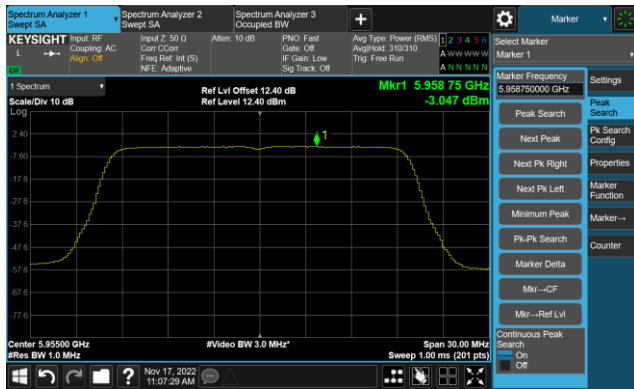 Spectrum Analyzer 1
Swept SA
Spectrum Analyzer 2
Swept SA
Spectrum Analyzer 3
Occupied BW
Marker
KEYSIGHT
L
Input: RF
Coupling: AC
Align: Off
Input Z: 50 Ω
Corr CCorr
Freq Ref: Int (S)
NFE: Adaptive
Atten: 10 dB
PNO: Fast
Gate: Off
IF Gain: Low
Sig Track: Off
Avg Type: Power (RMS)
Avg|Hold: 310/310
Trig: Free Run
1 2 3 4 5 6
A W W W W W
A N N N N N
Select Marker
Marker 1
1 Spectrum
Scale/Div 10 dB
Log
Ref Lvl Offset 12.40 dB
Ref Level 12.40 dBm
Mkr1 5.958 75 GHz
-3.047 dBm
1
2.40
-7.60
-17.6
-27.6
-37.6
-47.6
-57.6
-67.6
-77.6
Center 5.95500 GHz
#Res BW 1.0 MHz
#Video BW 3.0 MHz*
Span 30.00 MHz
Sweep 1.00 ms (201 pts)
Marker Frequency
5.958750000 GHz
Peak Search
Next Peak
Next Pk Right
Next Pk Left
Minimum Peak
Pk-Pk Search
Marker Delta
Mkr→CF
Mkr→Ref Lvl
Continuous Peak
Search
On
Off
Settings
Peak
Search
Pk Search
Config
Properties
Marker
Function
Marker→
Counter
?
Nov 17, 2022
11:07:29 AM